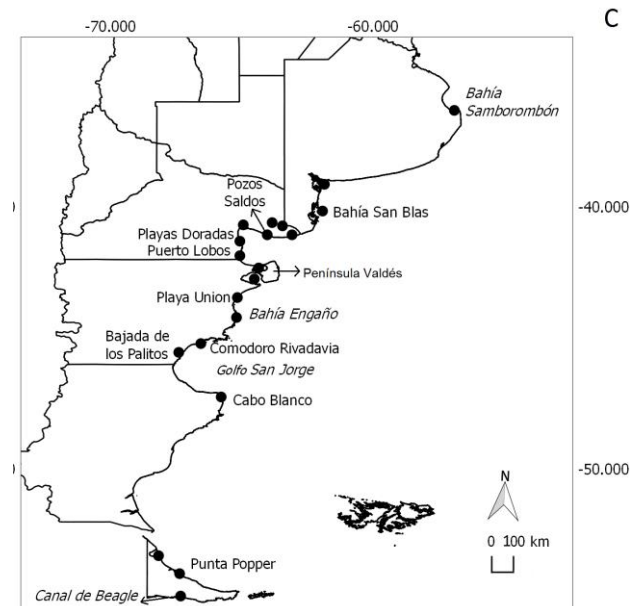 C
-70.000
-60.000
Bahía
Samborombón
Pozos
Saldos
-40.000
Bahía San Blas
Playas Doradas
Puerto Lobos
Península Valdés
Playa Union
Bahía Engaño
Bajada de
los Palitos
Comodoro Rivadavia
Golfo San Jorge
Cabo Blanco
-50.000
N
0 100 km
Punta Popper
Canal de Beagle